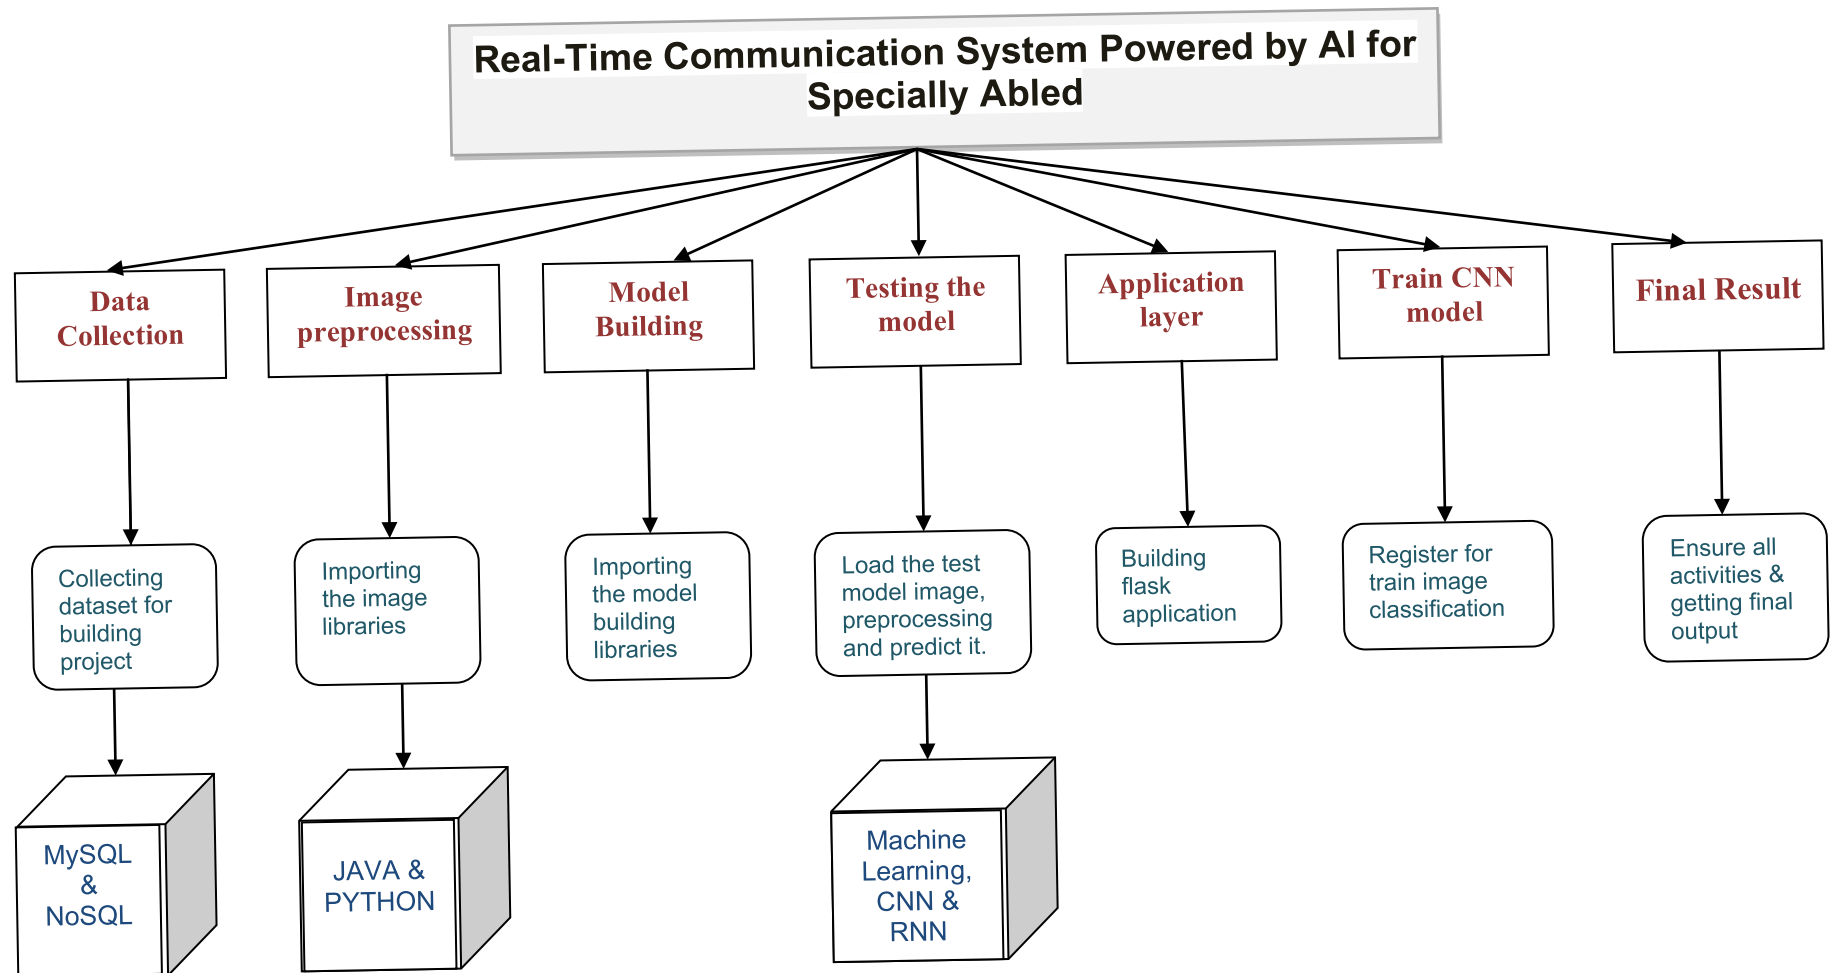 Real-Time Communication System Powered by AI for
Specially Abled
Data
Collection
Image
preprocessing
Model
Building
Testing the
model
Application
layer
Train CNN
model
Final Result
Collecting
dataset for
building
project
Importing
the image
libraries
Importing
the model
building
libraries
Load the test
model image,
preprocessing
and predict it.
Building
flask
application
Register for
train image
classification
Ensure all
activities &
getting final
output
MySQL
&
NoSQL
JAVA &
PYTHON
Machine
Learning,
CNN &
RNN